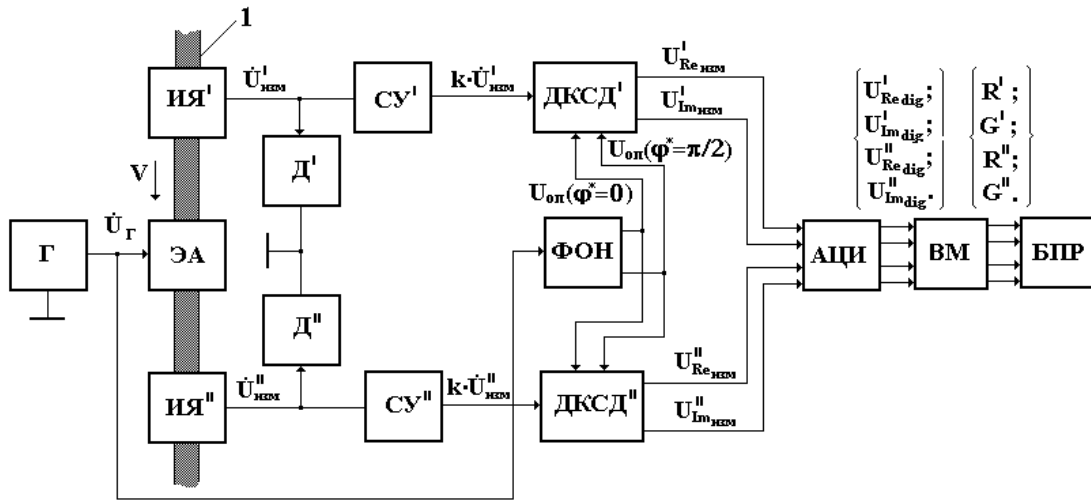 1
ИЯ'
U̇'изм
СУ'
k·U̇'изм
ДКСД'
U'Re изм
U'Im изм
U'Re dig;
U'Im dig;
U''Re dig;
U''Im dig.
R';
G';
R'';
G''.
Д'
Uоп(φ*=π/2)
Uоп(φ*=0)
V
U̇Г
Г
ЭА
ФОН
АЦИ
ВМ
БПР
Д''
ИЯ''
U̇''изм
СУ''
k·U̇''изм
ДКСД''
U''Re изм
U''Im изм